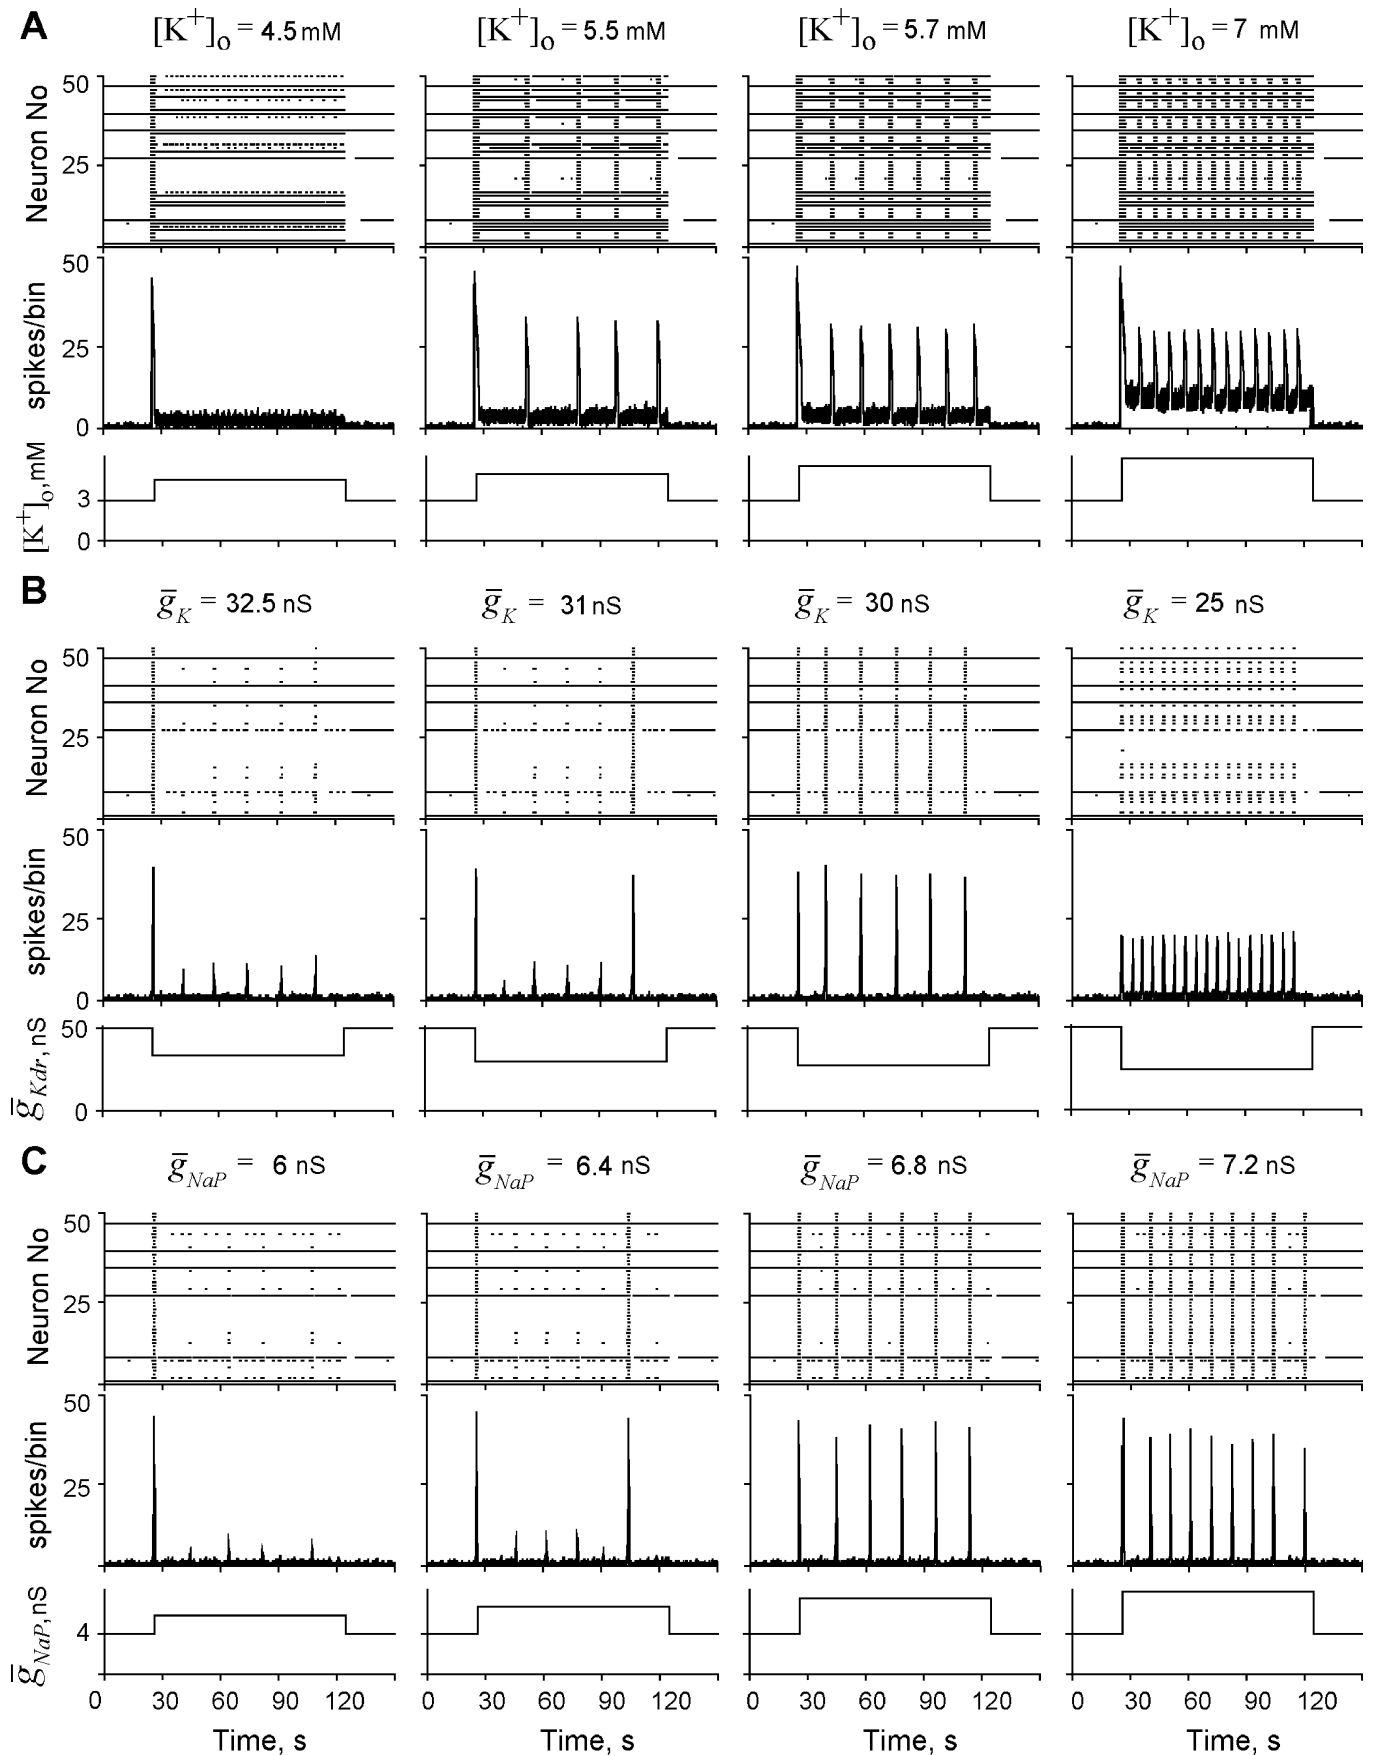 A
[K+]o = 4.5 mM [K+]o = 5.5 mM [K+]o = 5.7 mM [K+]o = 7 mM
Neuron No
50
25
spikes/bin
50
25
0
[K+]o, mM
3
0
B
ḡK = 32.5 nS ḡK = 31 nS ḡK = 30 nS ḡK = 25 nS
Neuron No
50
25
spikes/bin
50
25
0
ḡKdr, nS
50
0
C
ḡNaP = 6 nS ḡNaP = 6.4 nS ḡNaP = 6.8 nS ḡNaP = 7.2 nS
Neuron No
50
25
spikes/bin
50
25
0
ḡNaP, nS
4
0 30 90 120 0 30 60 90 120 0 30 60 90 120 0 30 60 90 120
Time, s Time, s Time, s Time, s